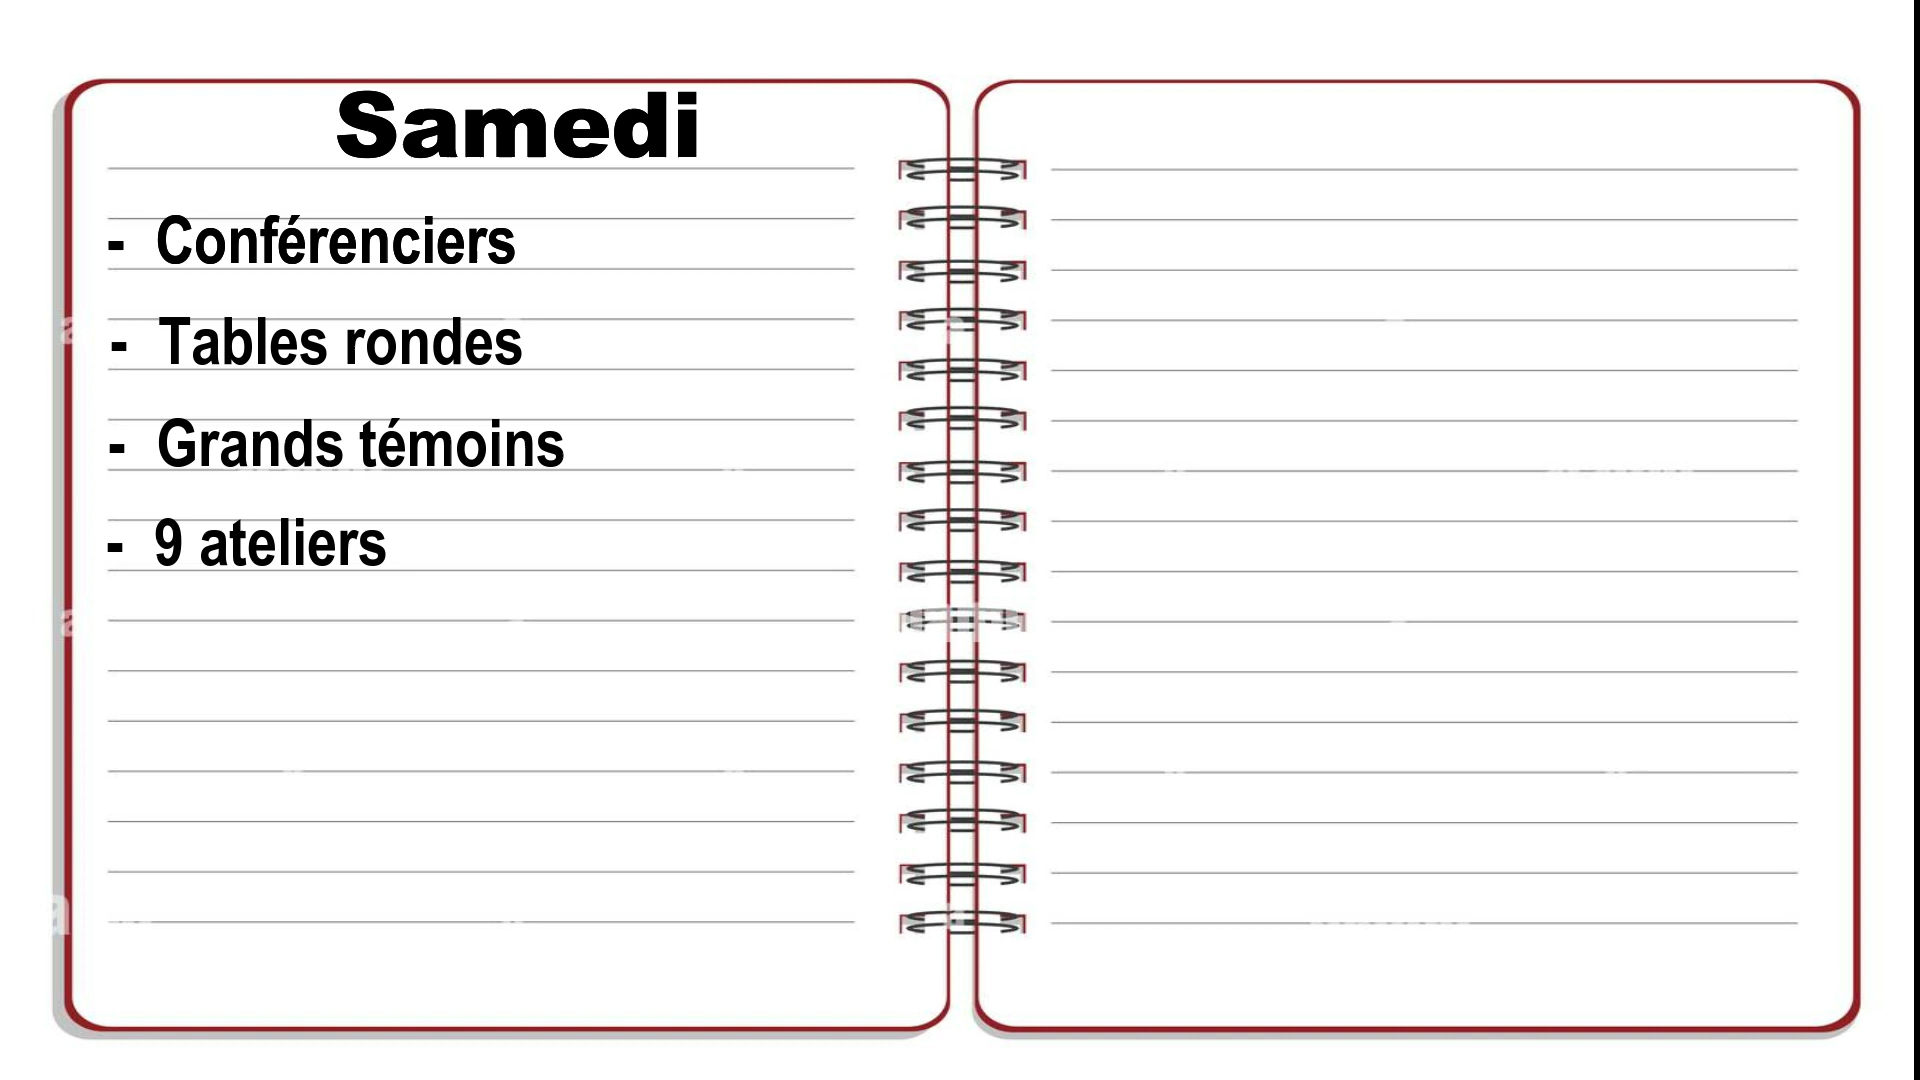 Samedi
- Conférenciers
- Tables rondes
- Grands témoins
- 9 ateliers